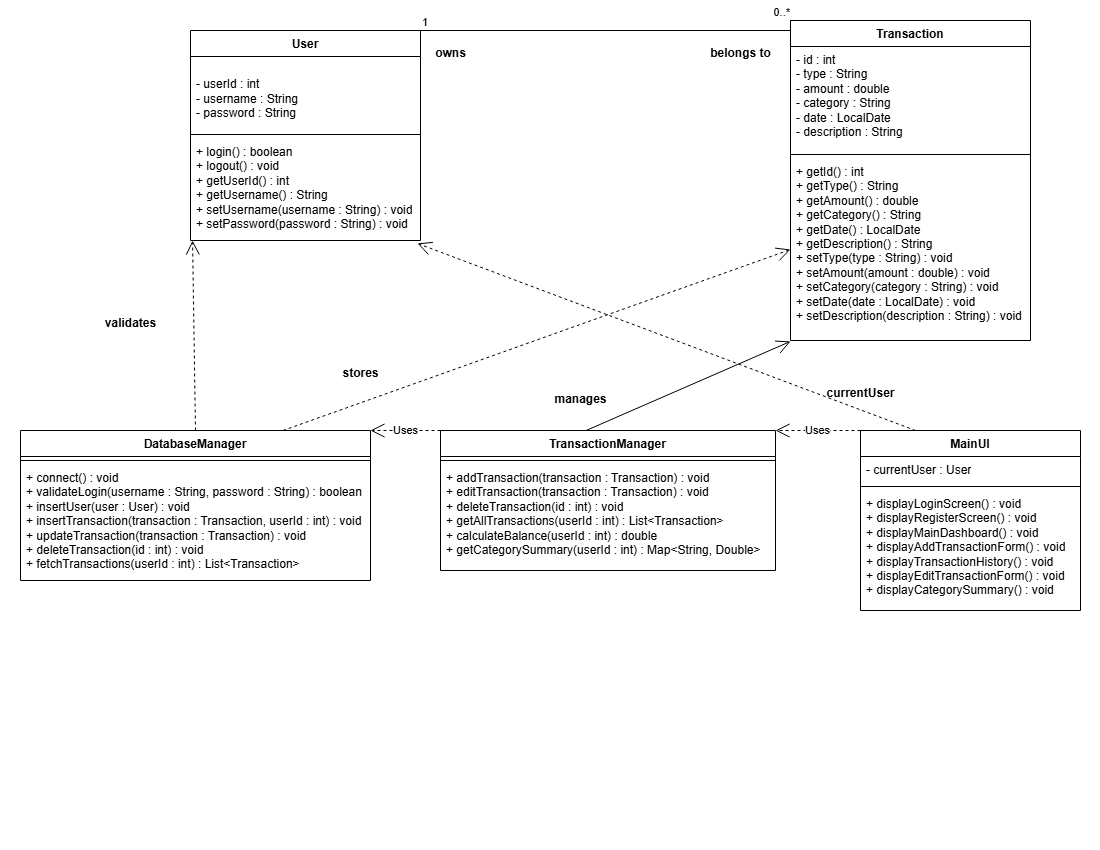 1
0..*
User
owns
belongs to
- userId : int
- username : String
- password : String
+ login() : boolean
+ logout() : void
+ getUserId() : int
+ getUsername() : String
+ setUsername(username : String) : void
+ setPassword(password : String) : void
Transaction
- id : int
- type : String
- amount : double
- category : String
- date : LocalDate
- description : String
+ getId() : int
+ getType() : String
+ getAmount() : double
+ getCategory() : String
+ getDate() : LocalDate
+ getDescription() : String
+ setType(type : String) : void
+ setAmount(amount : double) : void
+ setCategory(category : String) : void
+ setDate(date : LocalDate) : void
+ setDescription(description : String) : void
validates
stores
manages
currentUser
DatabaseManager
+ connect() : void
+ validateLogin(username : String, password : String) : boolean
+ insertUser(user : User) : void
+ insertTransaction(transaction : Transaction, userId : int) : void
+ updateTransaction(transaction : Transaction) : void
+ deleteTransaction(id : int) : void
+ fetchTransactions(userId : int) : List<Transaction>
Uses
TransactionManager
+ addTransaction(transaction : Transaction) : void
+ editTransaction(transaction : Transaction) : void
+ deleteTransaction(id : int) : void
+ getAllTransactions(userId : int) : List<Transaction>
+ calculateBalance(userId : int) : double
+ getCategorySummary(userId : int) : Map<String, Double>
Uses
MainUI
- currentUser : User
+ displayLoginScreen() : void
+ displayRegisterScreen() : void
+ displayMainDashboard() : void
+ displayAddTransactionForm() : void
+ displayTransactionHistory() : void
+ displayEditTransactionForm() : void
+ displayCategorySummary() : void